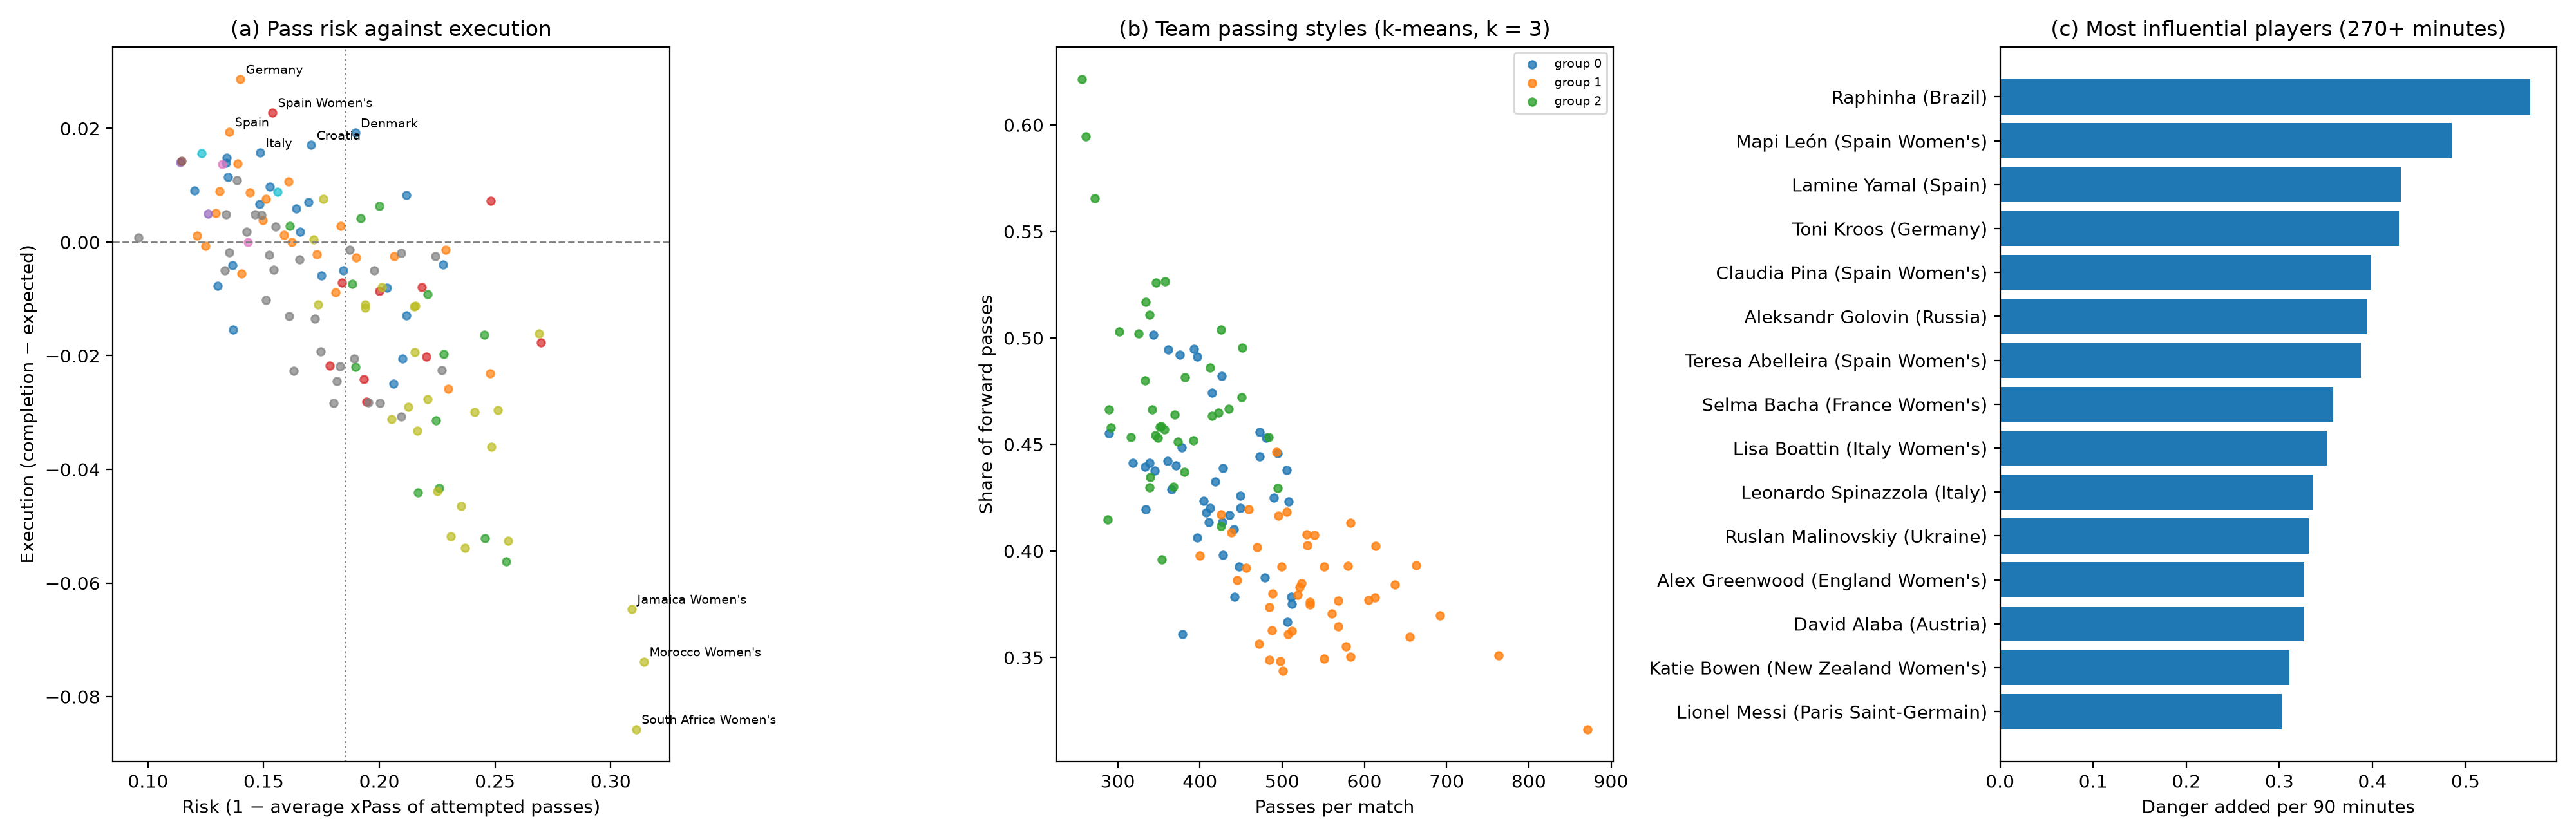 (a) Pass risk against execution
Execution (completion − expected)
0.02
0.00
−0.02
−0.04
−0.06
−0.08
Germany
Spain Women's
Spain
Denmark
Croatia
Italy
Jamaica Women's
Morocco Women's
South Africa Women's
0.10 0.15 0.20 0.25 0.30
Risk (1 − average xPass of attempted passes)
(b) Team passing styles (k-means, k = 3)
Share of forward passes
0.60
0.55
0.50
0.45
0.40
0.35
group 0
group 1
group 2
300 400 500 600 700 800 900
Passes per match
(c) Most influential players (270+ minutes)
Raphinha (Brazil)
Mapi León (Spain Women's)
Lamine Yamal (Spain)
Toni Kroos (Germany)
Claudia Pina (Spain Women's)
Aleksandr Golovin (Russia)
Teresa Abelleira (Spain Women's)
Selma Bacha (France Women's)
Lisa Boattin (Italy Women's)
Leonardo Spinazzola (Italy)
Ruslan Malinovskiy (Ukraine)
Alex Greenwood (England Women's)
David Alaba (Austria)
Katie Bowen (New Zealand Women's)
Lionel Messi (Paris Saint-Germain)
0.0 0.1 0.2 0.3 0.4 0.5
Danger added per 90 minutes